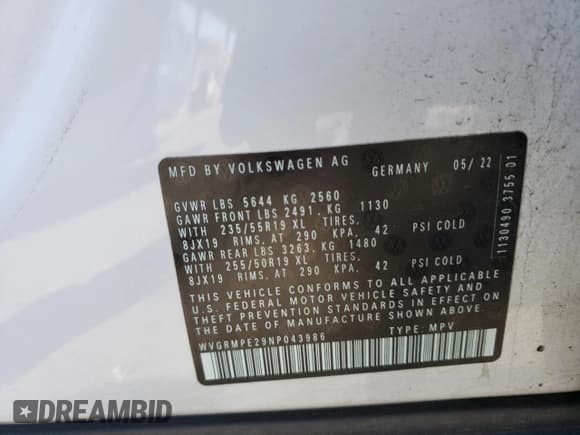 MFD BY VOLKSWAGEN AG GERMANY 05/22
GVWR LBS 5644 KG 2560
GAWR FRONT LBS 2491, KG 1130
WITH 235/55R19 XL TIRES.
8JX19 RIMS, AT 290 KPA, 42 PSI COLD
GAWR REAR LBS 3263, KG 1480
WITH 255/50R19 XL TIRES.
8JX19 RIMS, AT 290 KPA, 42 PSI COLD
THIS VEHICLE CONFORMS TO ALL APPLICABLE
U.S. FEDERAL MOTOR VEHICLE SAFETY AND
THEFT PREVENTION STANDARDS IN EFFECT ON
THE DATE OF MANUFACTURE SHOWN ABOVE
WVGRMPE29NP043986 TYPE: MPV
1130490 3755 01
DREAMBID